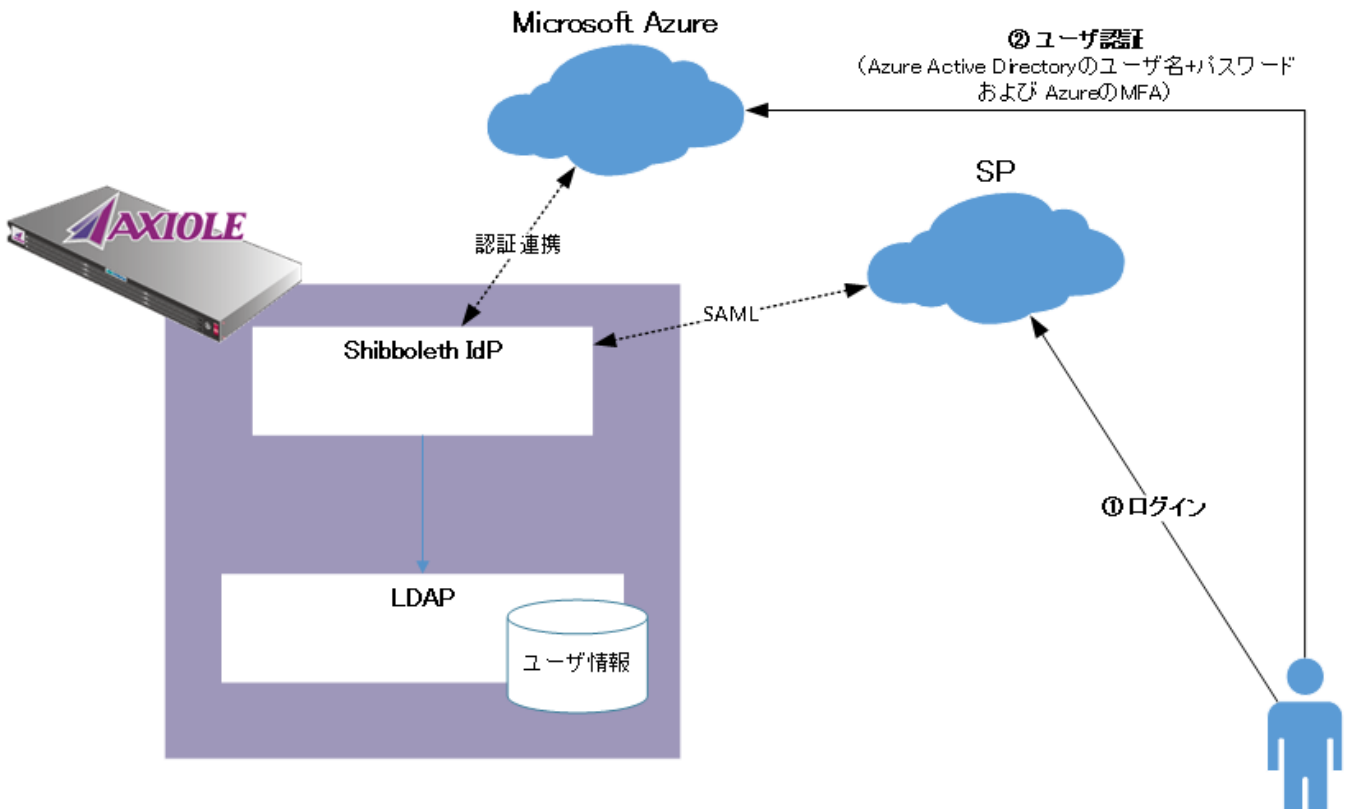 Microsoft Azure
② ユーザ認証
（Azure Active Directoryのユーザ名+パスワード
および AzureのMFA）
SP
AXIOLE
認証連携
SAML
Shibboleth IdP
① ログイン
LDAP
ユーザ情報